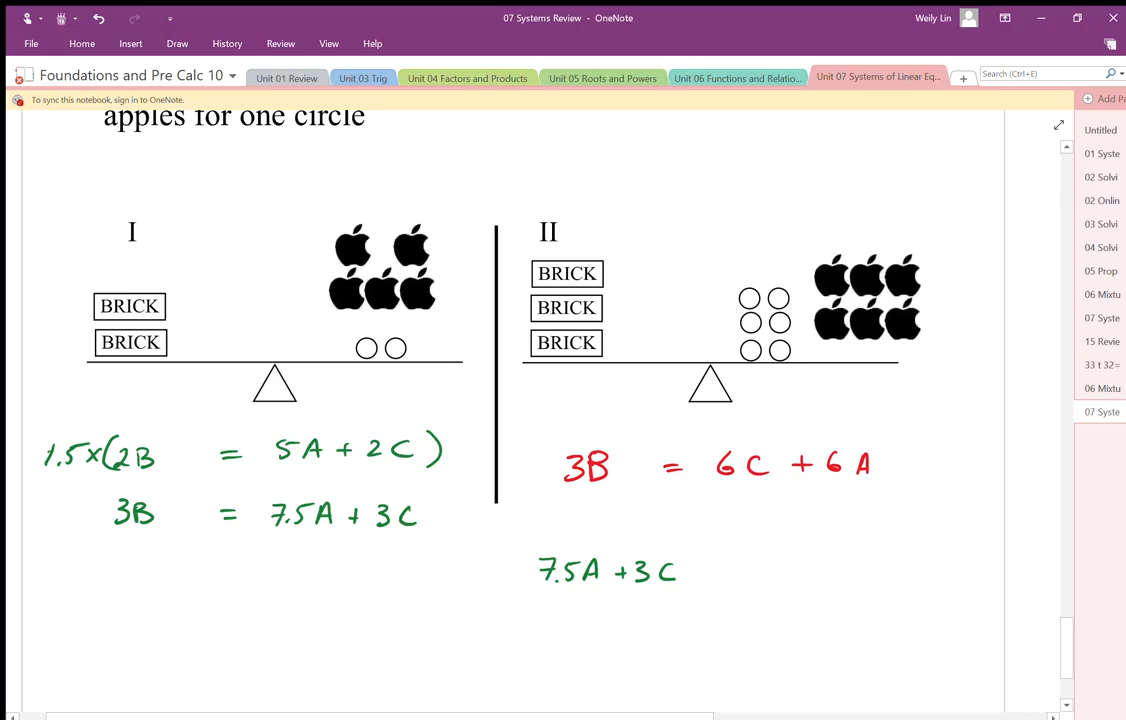 07 Systems Review - OneNote
Weily Lin
File Home Insert Draw History Review View Help
Foundations and Pre Calc 10
Unit 01 Review
Unit 03 Trig
Unit 04 Factors and Products
Unit 05 Roots and Powers
Unit 06 Functions and Relatio...
Unit 07 Systems of Linear Eq...
Search (Ctrl+E)
To sync this notebook, sign in to OneNote.
Add Pa
Untitled
01 Syste
02 Solvi
02 Onlin
03 Solvi
04 Solvi
05 Prop
06 Mixtu
07 Syste
15 Revie
33 t 32=
06 Mixtu
07 Syste
apples for one circle
I
BRICK
BRICK
1.5×(2B = 5A + 2C)
3B = 7.5A + 3C
II
BRICK
BRICK
BRICK
3B = 6C + 6A
7.5A + 3C